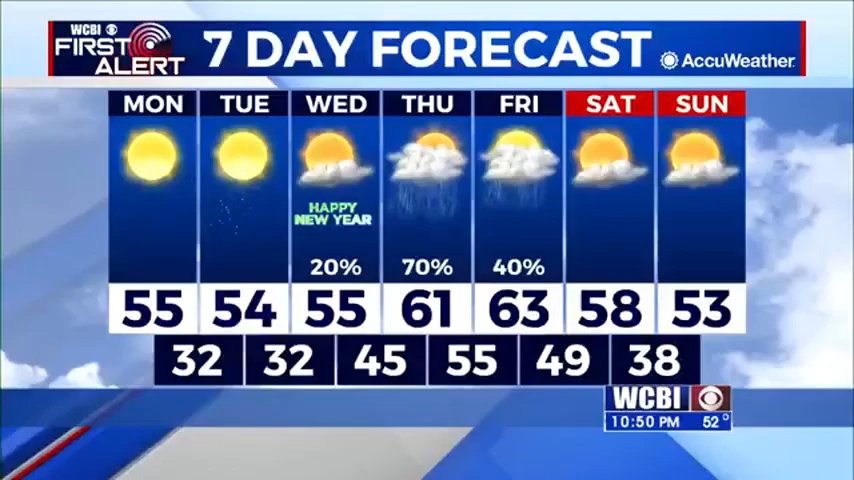 WCBI
FIRST
ALERT
7 DAY FORECAST
AccuWeather
MON TUE WED THU FRI SAT SUN
HAPPY
NEW YEAR
20% 70% 40%
55 54 55 61 63 58 53
32 32 45 55 49 38
WCBI
10:50 PM 52°